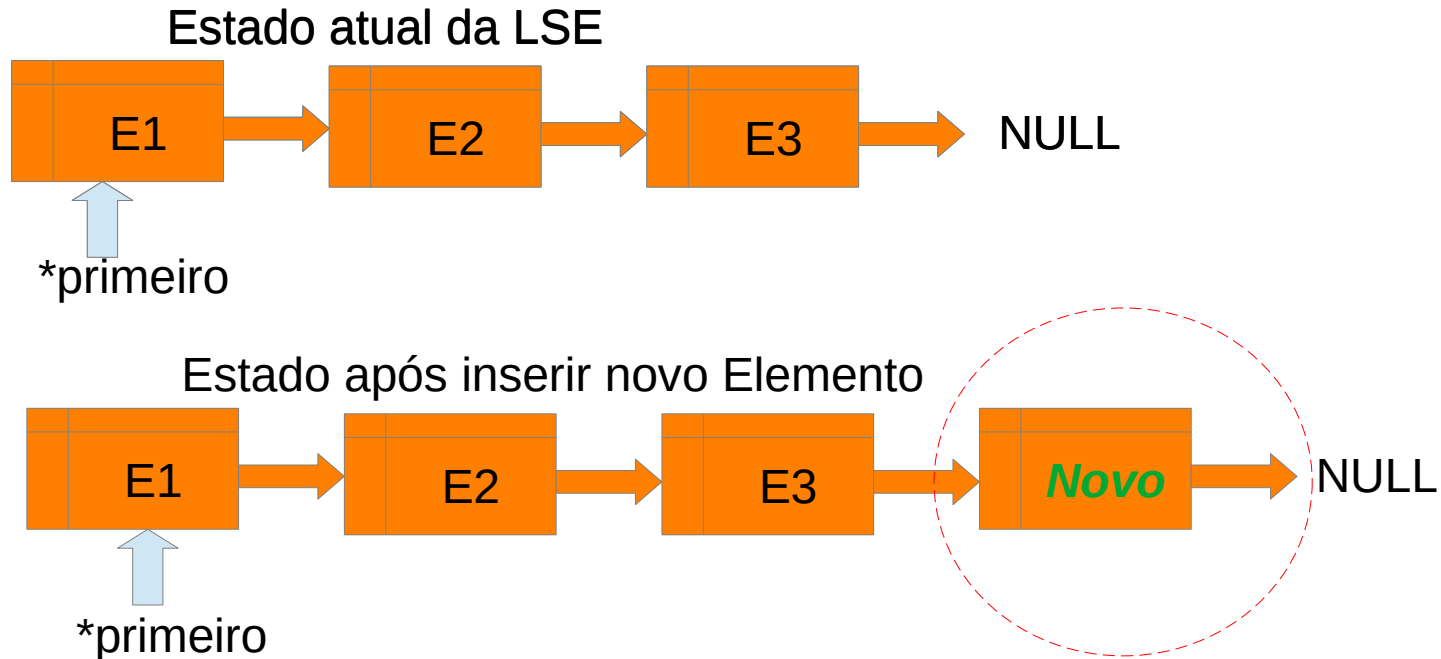 Estado atual da LSE
E1
E2
E3
NULL
*primeiro
Estado após inserir novo Elemento
E1
E2
E3
Novo
NULL
*primeiro